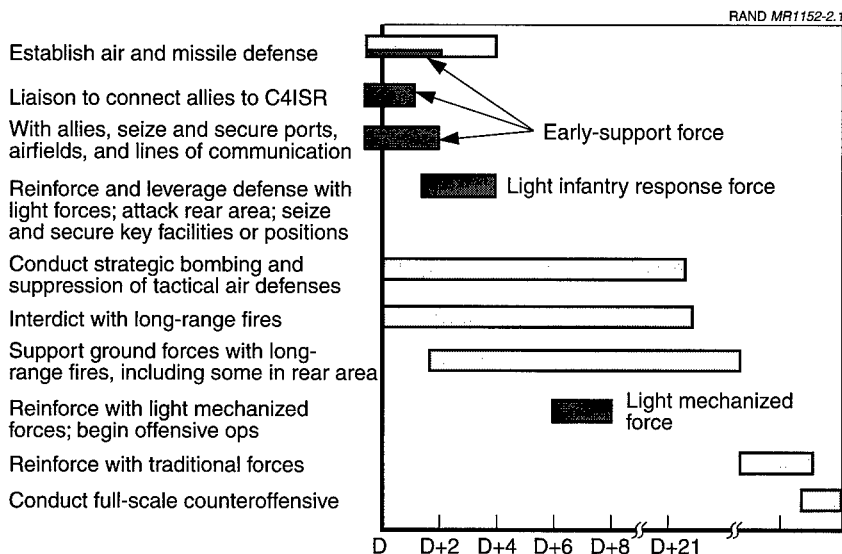 RAND MR1152-2.1
Establish air and missile defense
Liaison to connect allies to C4ISR
With allies, seize and secure ports,
airfields, and lines of communication
Early-support force
Reinforce and leverage defense with
light forces; attack rear area; seize
and secure key facilities or positions
Light infantry response force
Conduct strategic bombing and
suppression of tactical air defenses
Interdict with long-range fires
Support ground forces with long-
range fires, including some in rear area
Reinforce with light mechanized
forces; begin offensive ops
Light mechanized
force
Reinforce with traditional forces
Conduct full-scale counteroffensive
D D+2 D+4 D+6 D+8 D+21